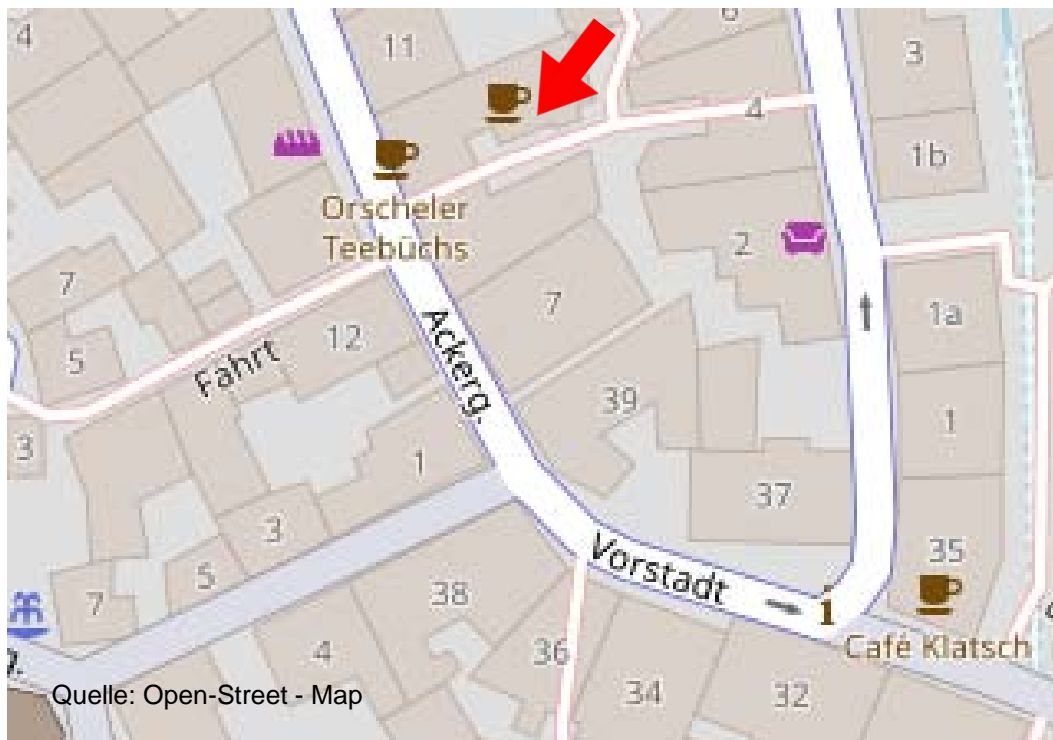 4
11
6
3
4
1b
Orscheler
Teebüchs
2
7
7
1a
5
12
Fahrt
Ackerg.
39
3
1
1
37
3
35
5
Vorstadt
7
38
4
36
Café Klatsch
34
32
Quelle: Open-Street - Map